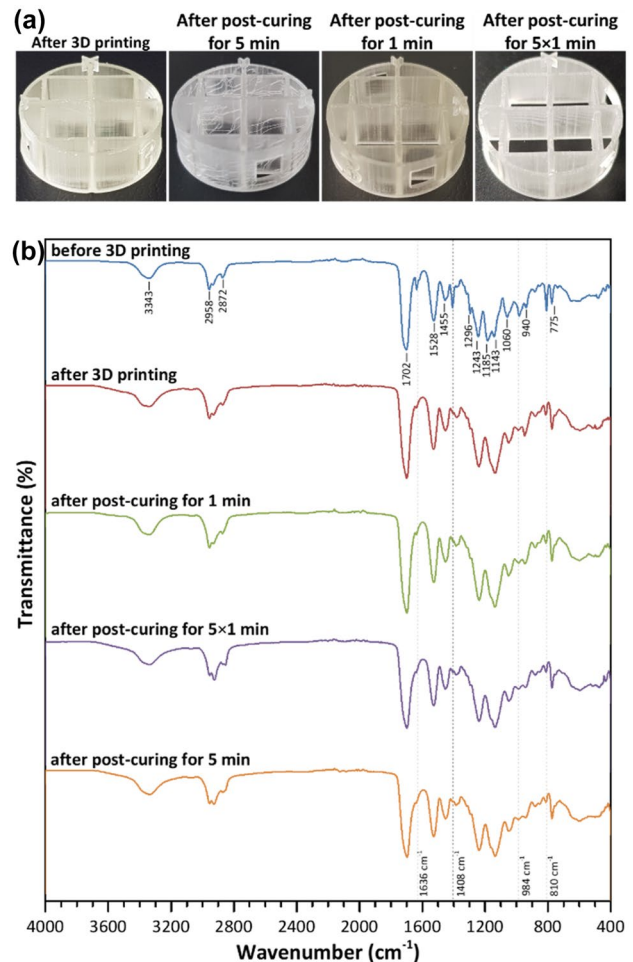 (a)
After 3D printing
After post-curing
for 5 min
After post-curing
for 1 min
After post-curing
for 5×1 min
(b)
before 3D printing
3343
2958
2872
1702
1528
1455
1408
1296
1243
1185
1143
1060
940
775
after 3D printing
after post-curing for 1 min
after post-curing for 5×1 min
after post-curing for 5 min
1636 cm⁻¹
1408 cm⁻¹
984 cm⁻¹
810 cm⁻¹
Transmittance (%)
4000 3600 3200 2800 2400 2000 1600 1200 800 400
Wavenumber (cm⁻¹)